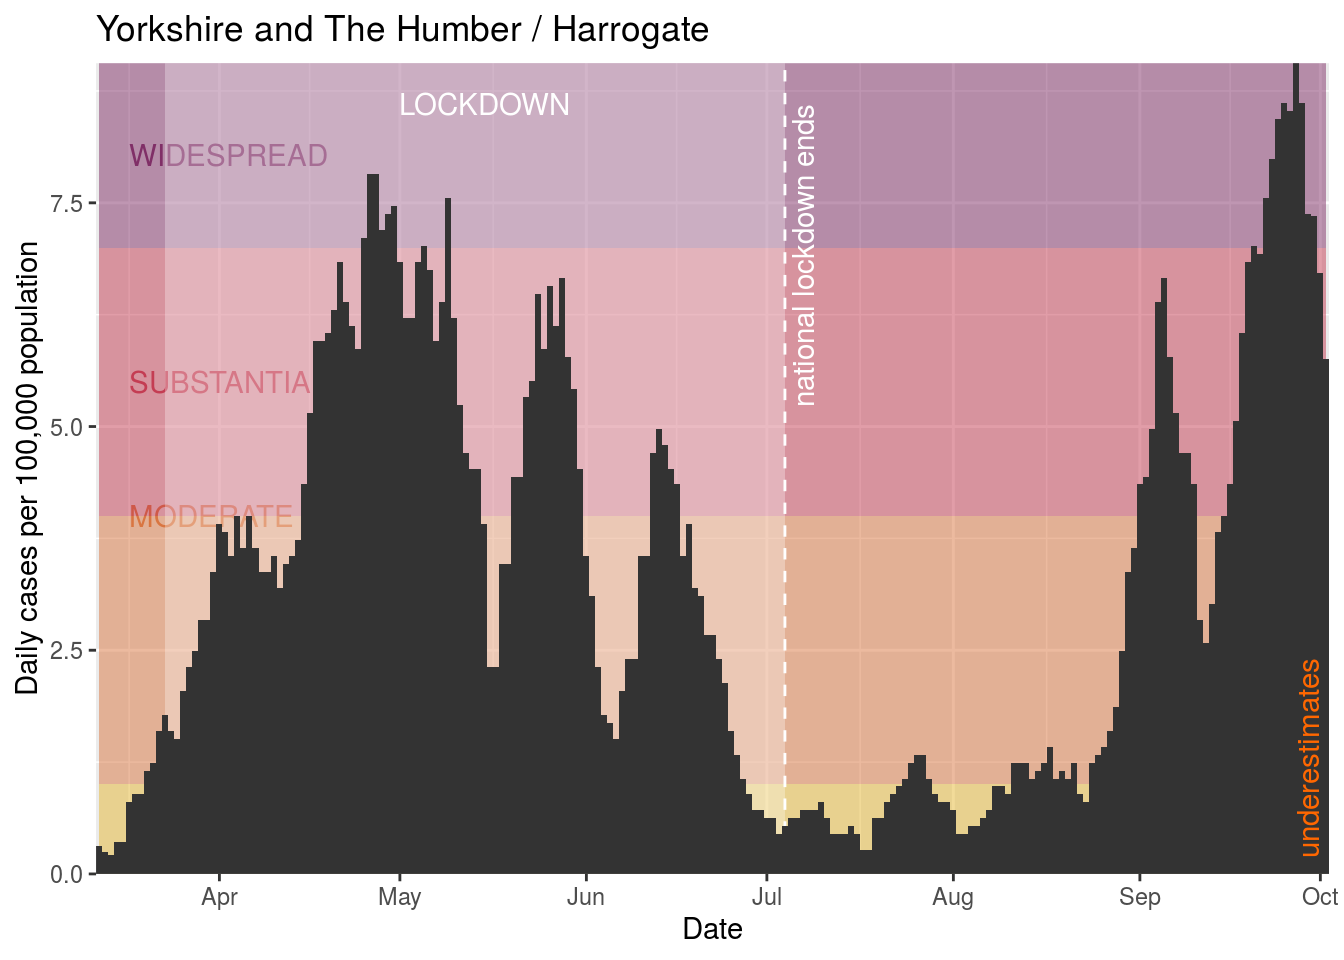 Yorkshire and The Humber / Harrogate
LOCKDOWN
WIDESPREAD
SUBSTANTIA
MODERATE
national lockdown ends
underestimates
Daily cases per 100,000 population
7.5
5.0
2.5
0.0
Apr
May
Jun
Jul
Aug
Sep
Oct
Date